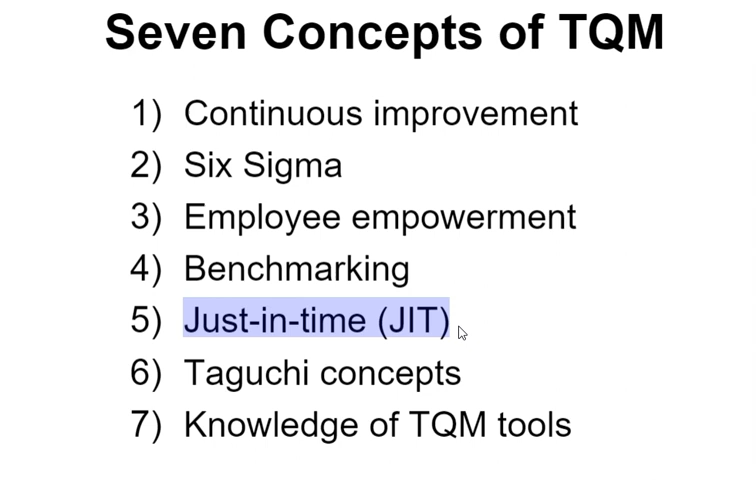 Seven Concepts of TQM
1) Continuous improvement
2) Six Sigma
3) Employee empowerment
4) Benchmarking
5) Just-in-time (JIT)
6) Taguchi concepts
7) Knowledge of TQM tools